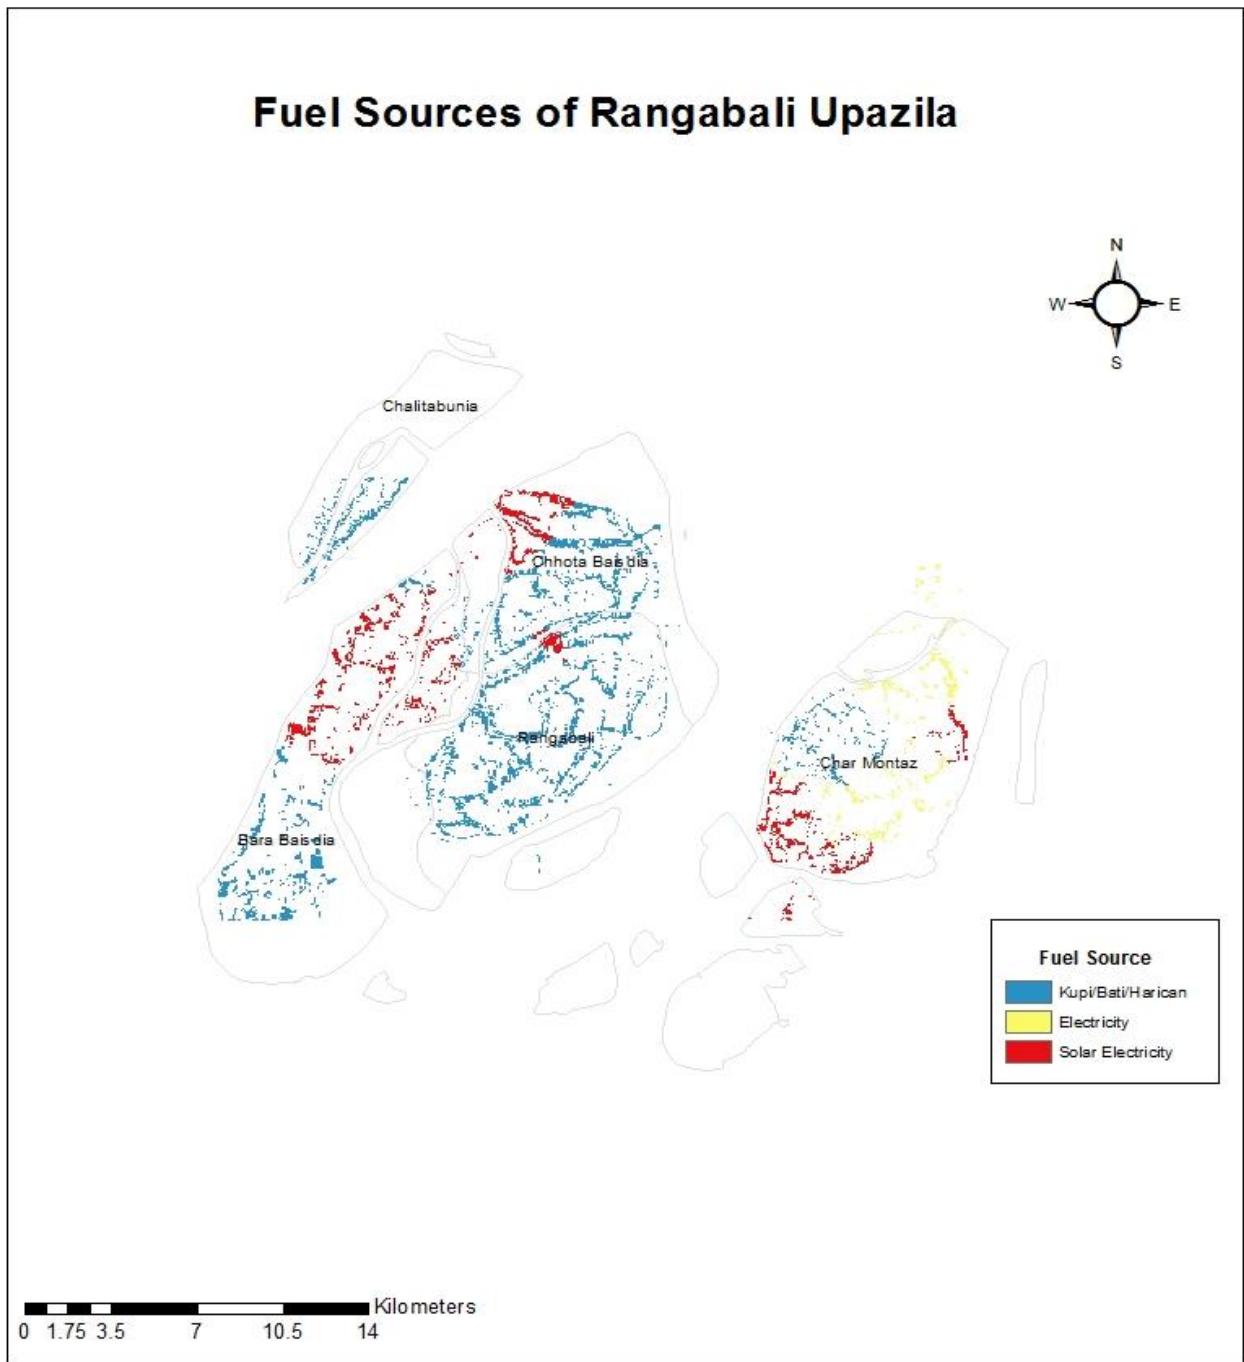 Fuel Sources of Rangabali Upazila
N
W
E
S
Chalitabunia
Chhota Baisdia
Rangabali
Char Montaz
Bara Baisdia
Fuel Source
Kupi/Bati/Harican
Electricity
Solar Electricity
Kilometers
0 1.75 3.5 7 10.5 14